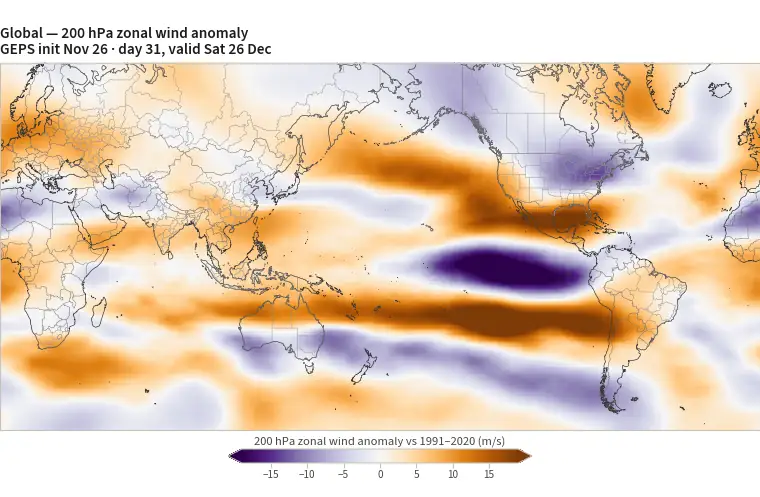 Global — 200 hPa zonal wind anomaly
GEPS init Nov 26 · day 31, valid Sat 26 Dec
200 hPa zonal wind anomaly vs 1991–2020 (m/s)
−15 −10 −5 0 5 10 15